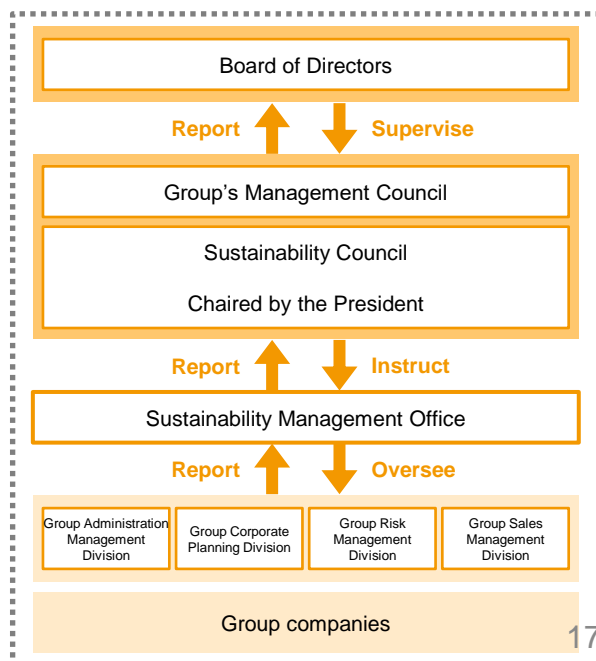 Board of Directors
Report
Supervise
Group's Management Council
Sustainability Council
Chaired by the President
Report
Instruct
Sustainability Management Office
Report
Oversee
Group Administration
Management
Division
Group Corporate
Planning Division
Group Risk
Management
Division
Group Sales
Management
Division
Group companies
17